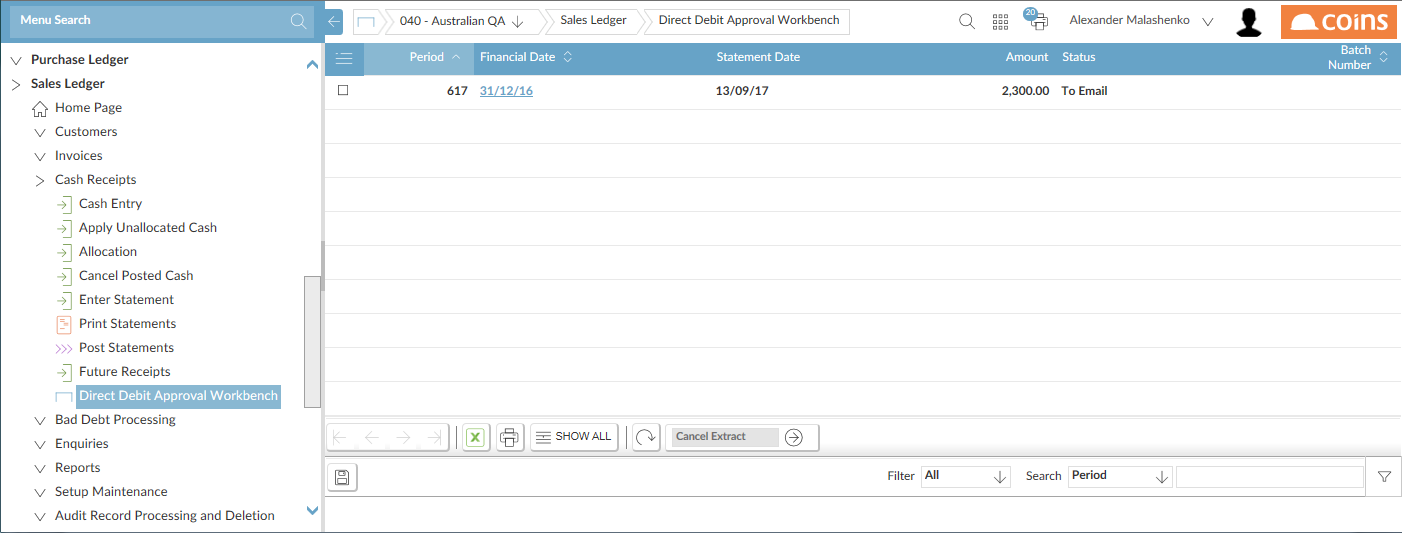 Menu Search
040 - Australian QA
Sales Ledger
Direct Debit Approval Workbench
20
Alexander Malashenko
coins
Purchase Ledger
Sales Ledger
Home Page
Customers
Invoices
Cash Receipts
Cash Entry
Apply Unallocated Cash
Allocation
Cancel Posted Cash
Enter Statement
Print Statements
Post Statements
Future Receipts
Direct Debit Approval Workbench
Bad Debt Processing
Enquiries
Reports
Setup Maintenance
Audit Record Processing and Deletion
Period Financial Date Statement Date Amount Status Batch
Number
617 31/12/16 13/09/17 2,300.00 To Email
X SHOW ALL Cancel Extract
Filter All Search Period